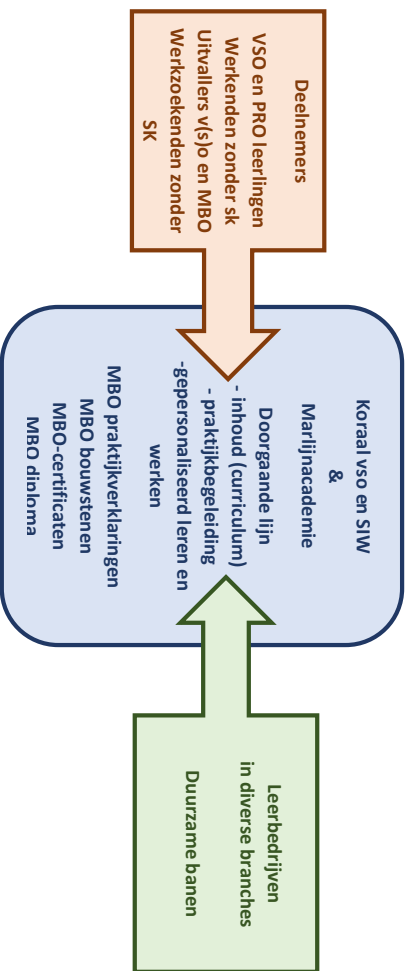 Deelnemers
VSO en PRO leerlingen
Werkenden zonder sk
Uitvallers v(s)o en MBO
Werkzoekenden zonder
SK
Koraal vso en SIW
&
Marlijnacademie
Doorgaande lijn
- inhoud (curriculum)
- praktijkbegeleiding
-gepersonaliseerd leren en
werken
MBO praktijkverklaringen
MBO bouwstenen
MBO-certificaten
MBO diploma
Leerbedrijven
in diverse branches
Duurzame banen